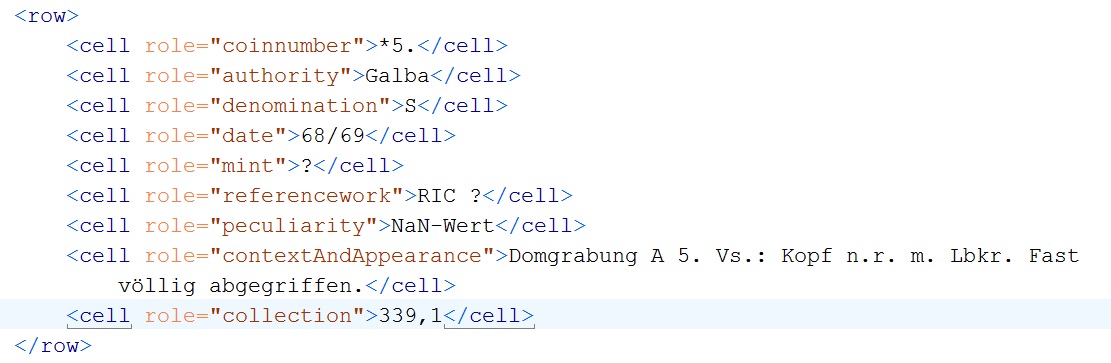 <row>
<cell role="coinnumber">*5.</cell>
<cell role="authority">Galba</cell>
<cell role="denomination">S</cell>
<cell role="date">68/69</cell>
<cell role="mint">?</cell>
<cell role="referencework">RIC ?</cell>
<cell role="peculiarity">NaN-Wert</cell>
<cell role="contextAndAppearance">Domgrabung A 5. Vs.: Kopf n.r. m. Lbkr. Fast
völlig abgegriffen.</cell>
<cell role="collection">339,1</cell>
</row>